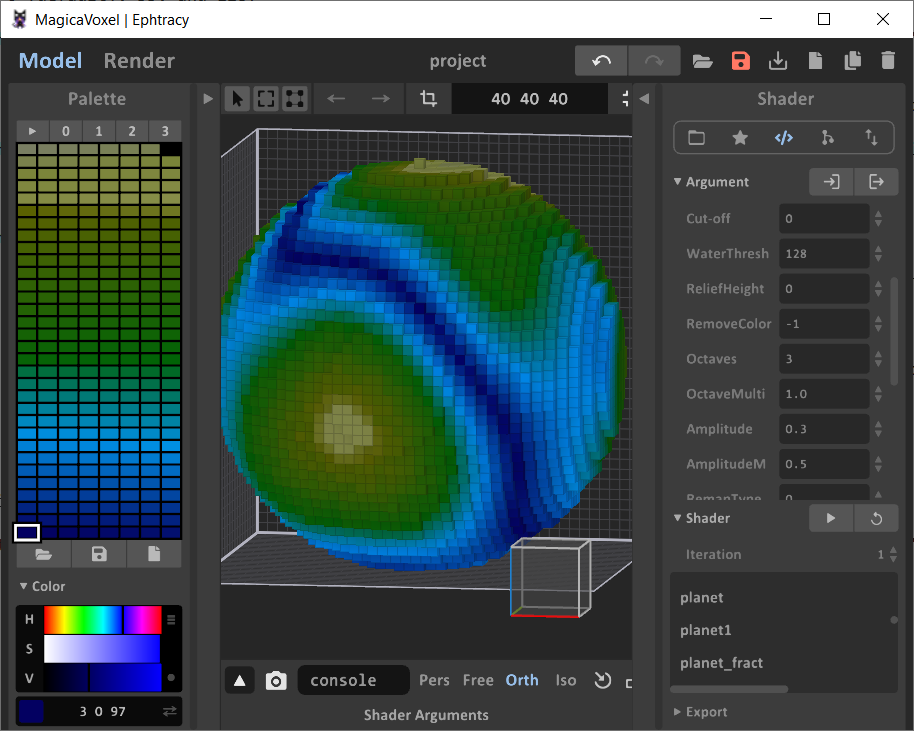 MagicaVoxel | Ephtracy
Model Render
project
Palette
40 40 40
Shader
0 1 2 3
Argument
Cut-off 0
WaterThresh 128
ReliefHeight 0
RemoveColor -1
Octaves 3
OctaveMulti 1.0
Amplitude 0.3
AmplitudeM 0.5
RemapType 0
Shader
Iteration 1
planet
planet1
planet_fract
Export
Color
H
S
V
3 0 97
console Pers Free Orth Iso
Shader Arguments